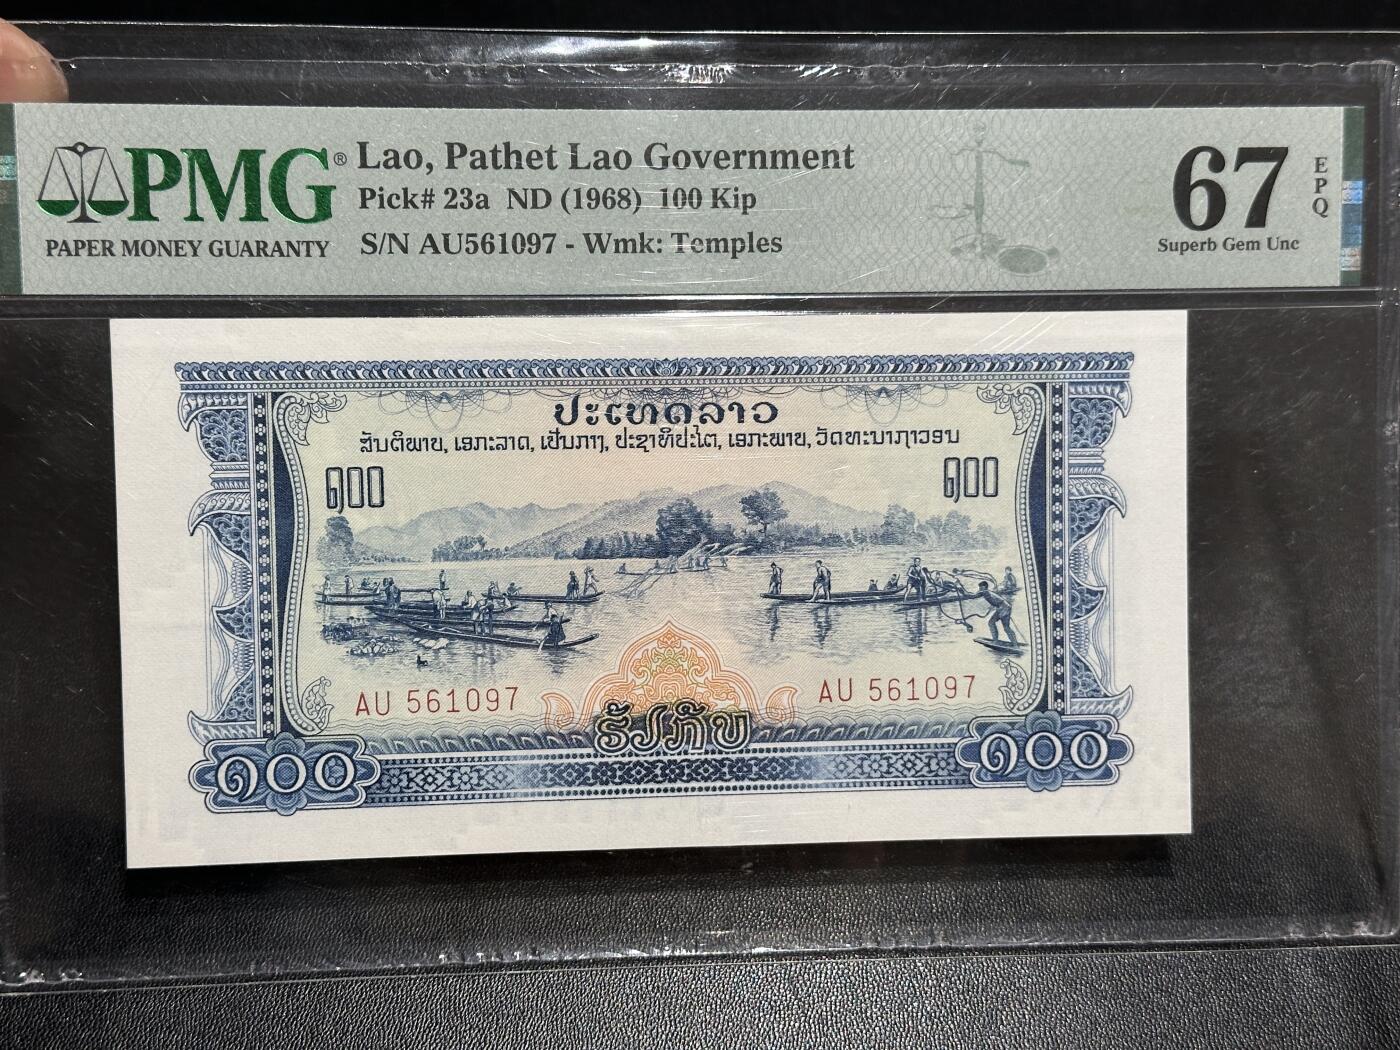 PMG®
PAPER MONEY GUARANTY
Lao, Pathet Lao Government
Pick# 23a ND (1968) 100 Kip
S/N AU561097 - Wmk: Temples
67
EPQ
Superb Gem Unc
ປະເທດລາວ
ສັນຕິພາບ, ເອກະລາດ, ເປັນກາງ, ປະຊາທິປະໄຕ, ເອກະພາບ, ວັດທະນາຖາວອນ
໑໐໐
໑໐໐
AU 561097
AU 561097
ຮ້ອຍກີບ
໑໐໐
໑໐໐